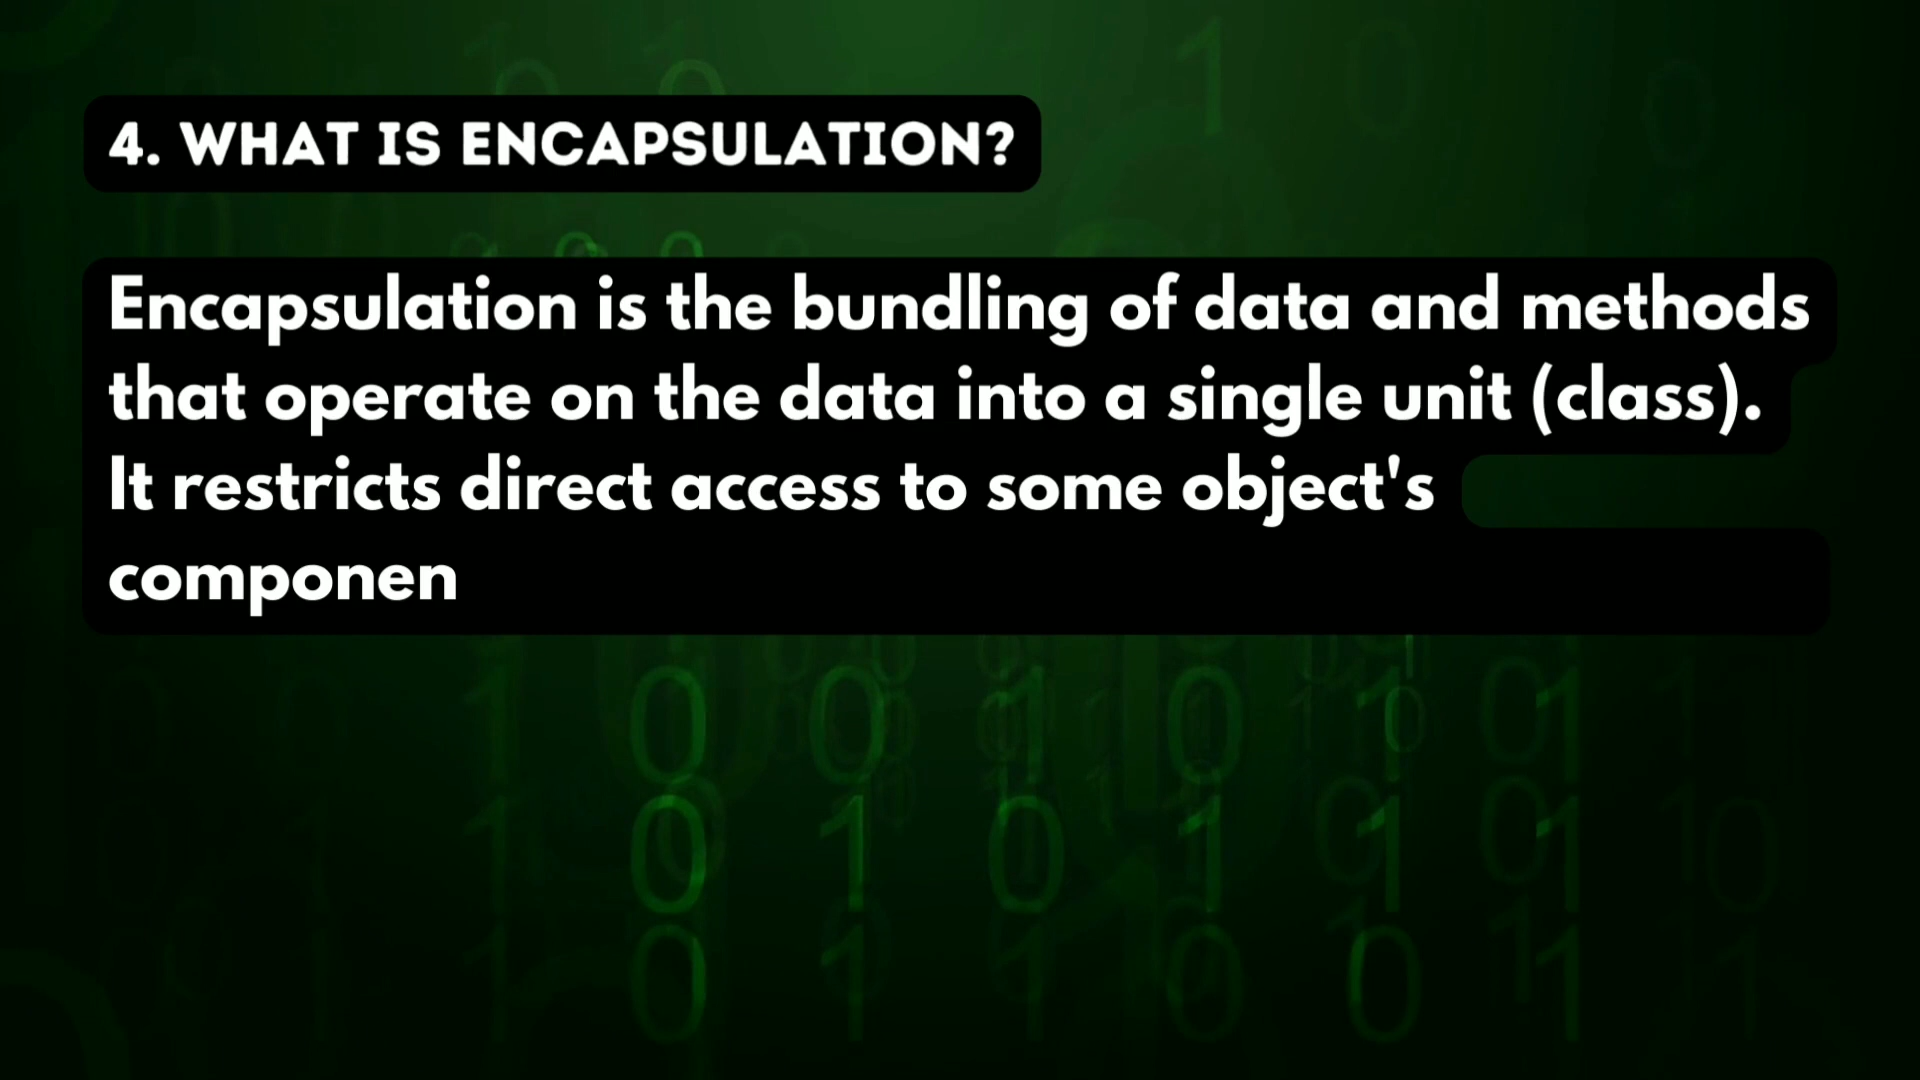 4. WHAT IS ENCAPSULATION?
Encapsulation is the bundling of data and methods
that operate on the data into a single unit (class).
It restricts direct access to some object's
componen